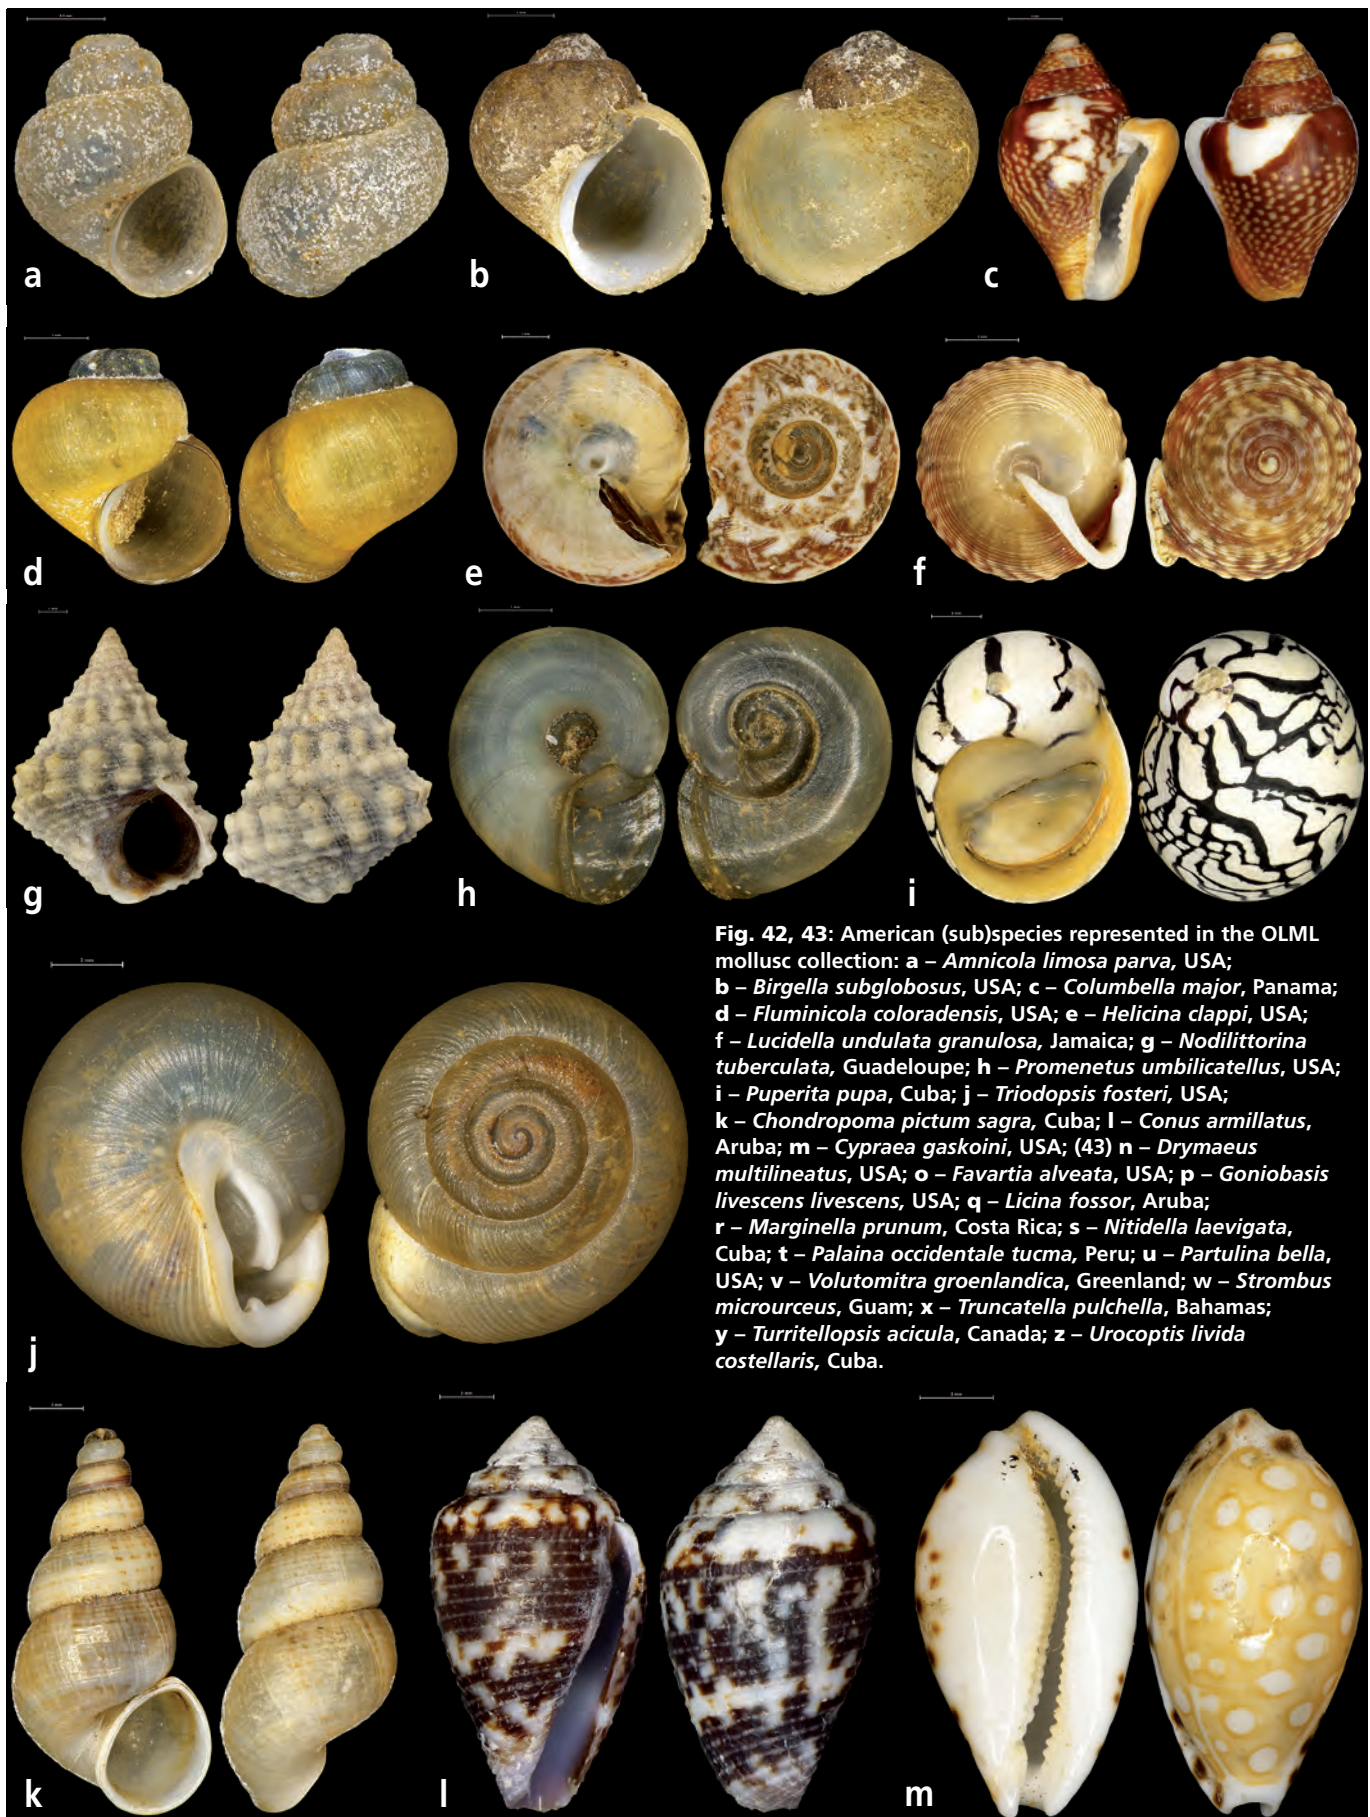 a
b
c
d
e
f
g
h
i
Fig. 42, 43: American (sub)species represented in the OLML
mollusc collection: a – Amnicola limosa parva, USA;
b – Birgella subglobosus, USA; c – Columbella major, Panama;
d – Fluminicola coloradensis, USA; e – Helicina clappi, USA;
f – Lucidella undulata granulosa, Jamaica; g – Nodilittorina
tuberculata, Guadeloupe; h – Promenetus umbilicatellus, USA;
i – Puperita pupa, Cuba; j – Triodopsis fosteri, USA;
k – Chondropoma pictum sagra, Cuba; l – Conus armillatus,
Aruba; m – Cypraea gaskoini, USA; (43) n – Drymaeus
multilineatus, USA; o – Favartia alveata, USA; p – Goniobasis
livescens livescens, USA; q – Licina fossor, Aruba;
r – Marginella prunum, Costa Rica; s – Nitidella laevigata,
Cuba; t – Palaina occidentale tucma, Peru; u – Partulina bella,
USA; v – Volutomitra groenlandica, Greenland; w – Strombus
microurceus, Guam; x – Truncatella pulchella, Bahamas;
y – Turritellopsis acicula, Canada; z – Urocoptis livida
costellaris, Cuba.
j
k
l
m